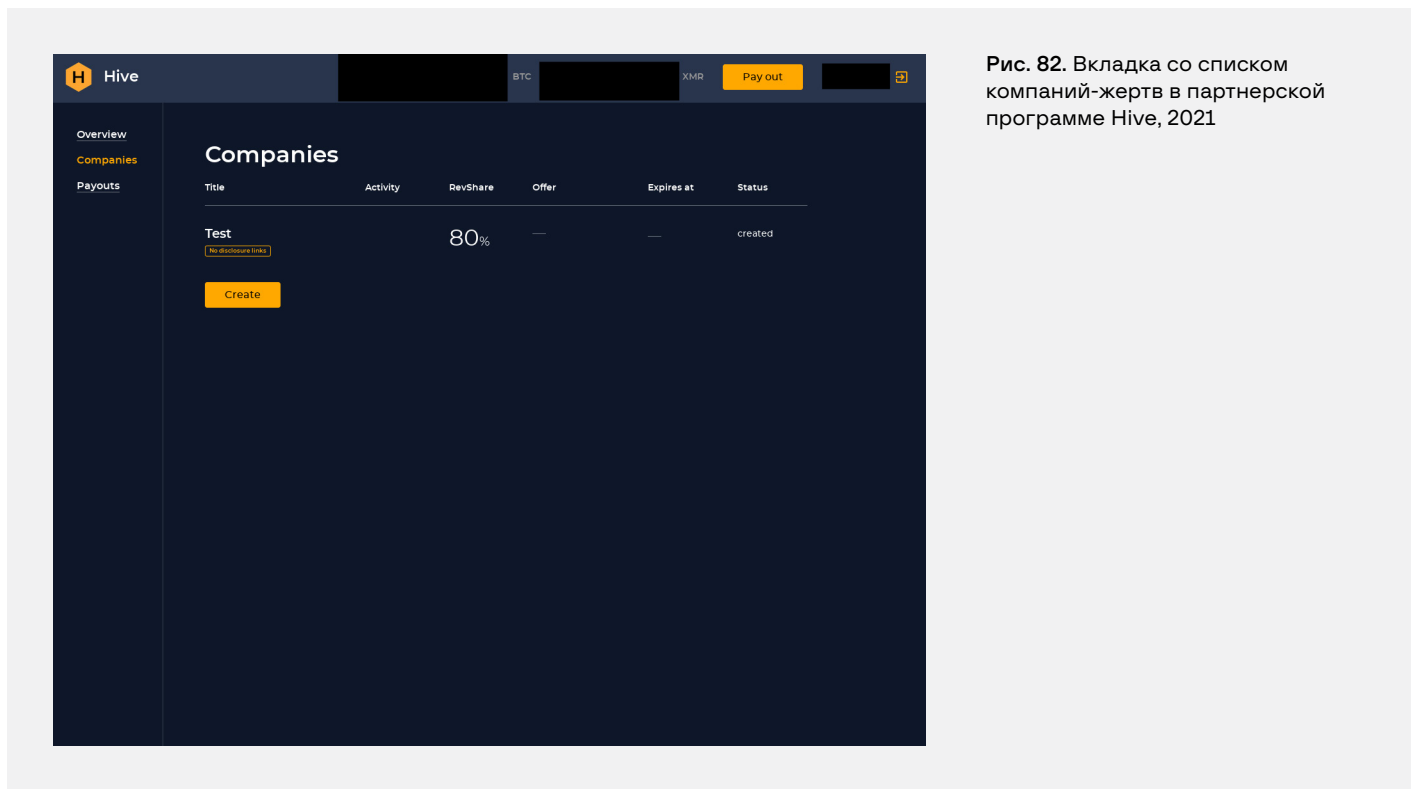 Hive
BTC
XMR
Pay out
Overview
Companies
Payouts
Companies
Title Activity RevShare Offer Expires at Status
Test
No disclosure links
80%
—
—
created
Create
Рис. 82. Вкладка со списком
компаний-жертв в партнерской
программе Hive, 2021